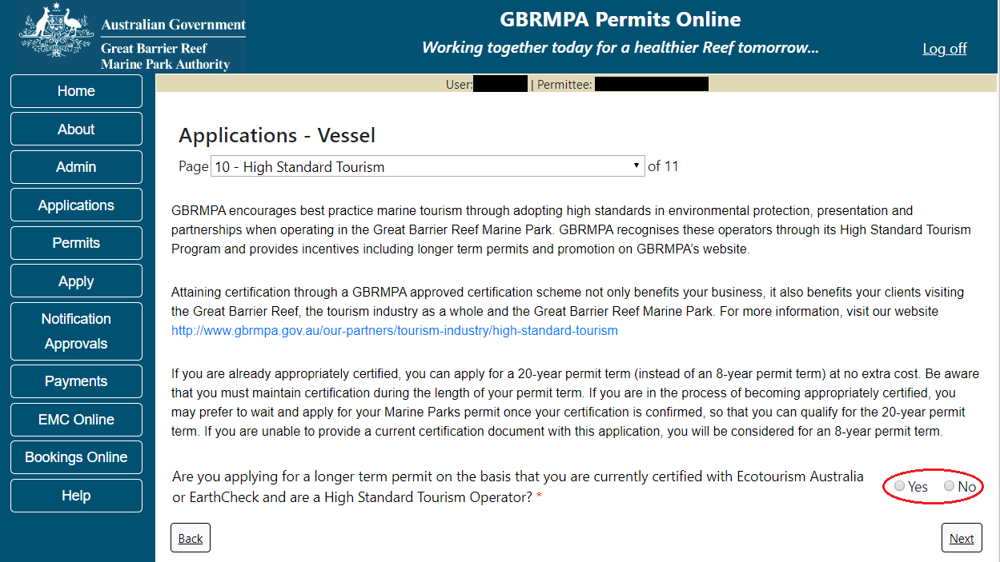 Australian Government
Great Barrier Reef
Marine Park Authority
GBRMPA Permits Online
Working together today for a healthier Reef tomorrow...
Log off
User: | Permittee:
Home
About
Admin
Applications
Permits
Apply
Notification
Approvals
Payments
EMC Online
Bookings Online
Help
Applications - Vessel
Page 10 - High Standard Tourism of 11
GBRMPA encourages best practice marine tourism through adopting high standards in environmental protection, presentation and
partnerships when operating in the Great Barrier Reef Marine Park. GBRMPA recognises these operators through its High Standard Tourism
Program and provides incentives including longer term permits and promotion on GBRMPA's website.
Attaining certification through a GBRMPA approved certification scheme not only benefits your business, it also benefits your clients visiting
the Great Barrier Reef, the tourism industry as a whole and the Great Barrier Reef Marine Park. For more information, visit our website
http://www.gbrmpa.gov.au/our-partners/tourism-industry/high-standard-tourism
If you are already appropriately certified, you can apply for a 20-year permit term (instead of an 8-year permit term) at no extra cost. Be aware
that you must maintain certification during the length of your permit term. If you are in the process of becoming appropriately certified, you
may prefer to wait and apply for your Marine Parks permit once your certification is confirmed, so that you can qualify for the 20-year permit
term. If you are unable to provide a current certification document with this application, you will be considered for an 8-year permit term.
Are you applying for a longer term permit on the basis that you are currently certified with Ecotourism Australia
or EarthCheck and are a High Standard Tourism Operator? *
Yes No
Back
Next